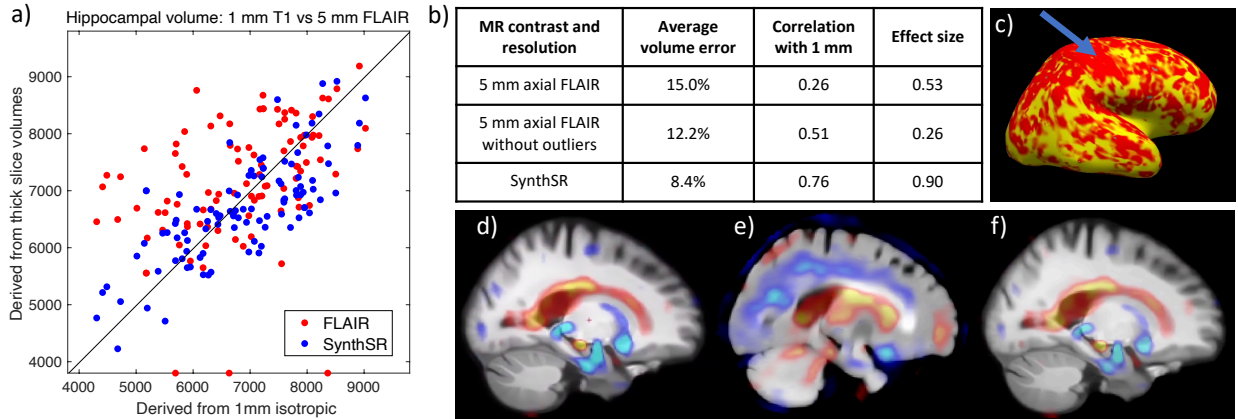 a)
Hippocampal volume: 1 mm T1 vs 5 mm FLAIR
Derived from thick slice volumes
9000
8000
7000
6000
5000
4000
4000 5000 6000 7000 8000 9000
Derived from 1mm isotropic
FLAIR
SynthSR
b)
MR contrast and resolution Average volume error Correlation with 1 mm Effect size
5 mm axial FLAIR 15.0% 0.26 0.53
5 mm axial FLAIR without outliers 12.2% 0.51 0.26
SynthSR 8.4% 0.76 0.90
c)
d)
e)
f)